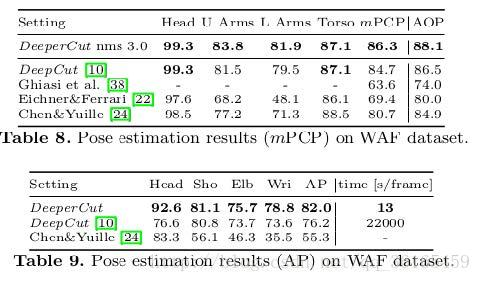 Setting Head U Arms L Arms Torso mPCP AOP
DeeperCut nms 3.0 99.3 83.8 81.9 87.1 86.3 88.1
DeepCut [10] 99.3 81.5 79.5 87.1 84.7 86.5
Ghiasi et al. [38] - - - - 63.6 74.0
Eichner&Ferrari [22] 97.6 68.2 48.1 86.1 69.4 80.0
Chen&Yuille [24] 98.5 77.2 71.3 88.5 80.7 84.9
Table 8. Pose estimation results (mPCP) on WAF dataset.
Setting Head Sho Elb Wri AP time [s/frame]
DeeperCut 92.6 81.1 75.7 78.8 82.0 13
DeepCut [10] 76.6 80.8 73.7 73.6 76.2 22000
Chen&Yuille [24] 83.3 56.1 46.3 35.5 55.3 -
Table 9. Pose estimation results (AP) on WAF dataset.